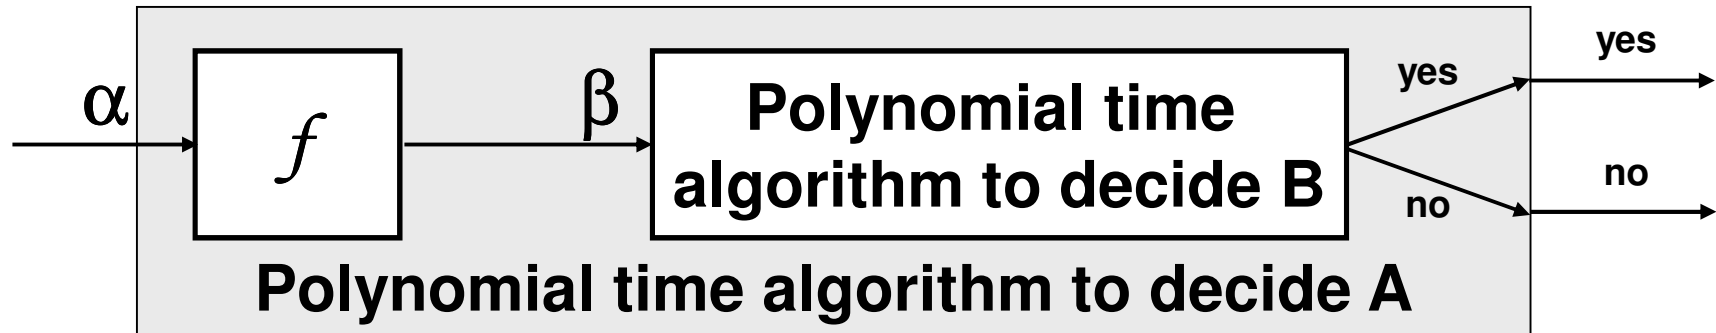 α
f
β
Polynomial time
algorithm to decide B
yes
no
yes
no
Polynomial time algorithm to decide A